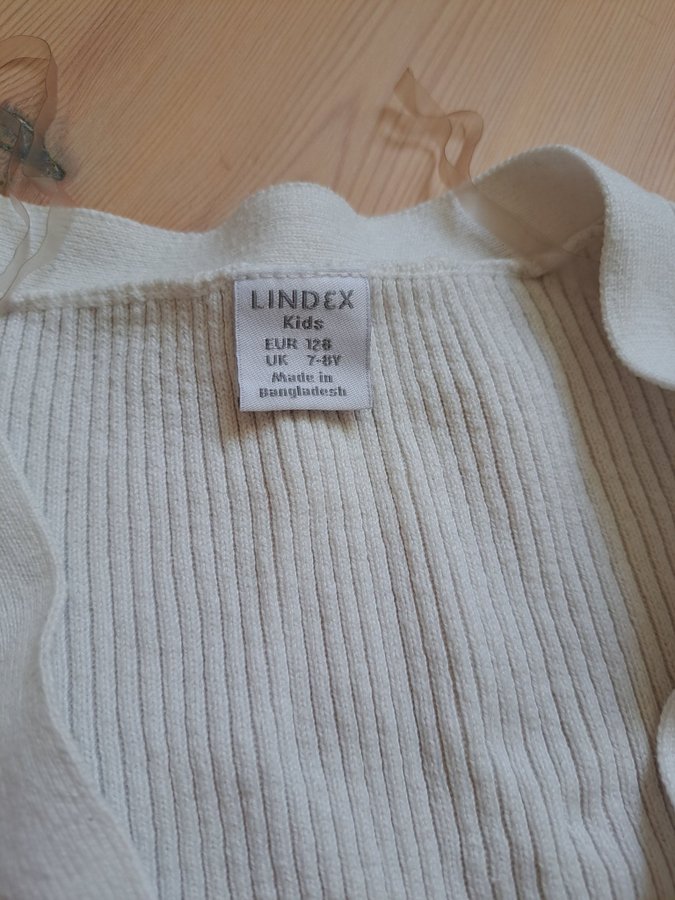 LINDEX
Kids
EUR 128
UK 7-8Y
Made in
Bangladesh